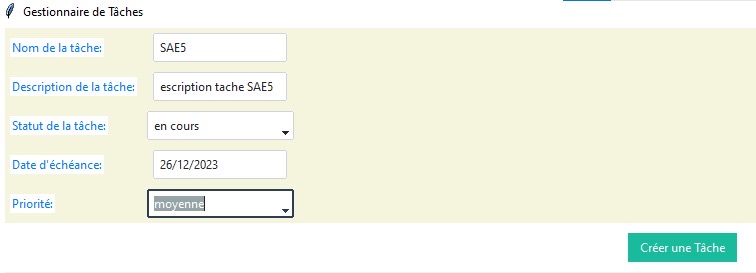 Gestionnaire de Tâches
Nom de la tâche: SAE5
Description de la tâche: escription tache SAE5
Statut de la tâche: en cours
Date d'échéance: 26/12/2023
Priorité: moyenne
Créer une Tâche